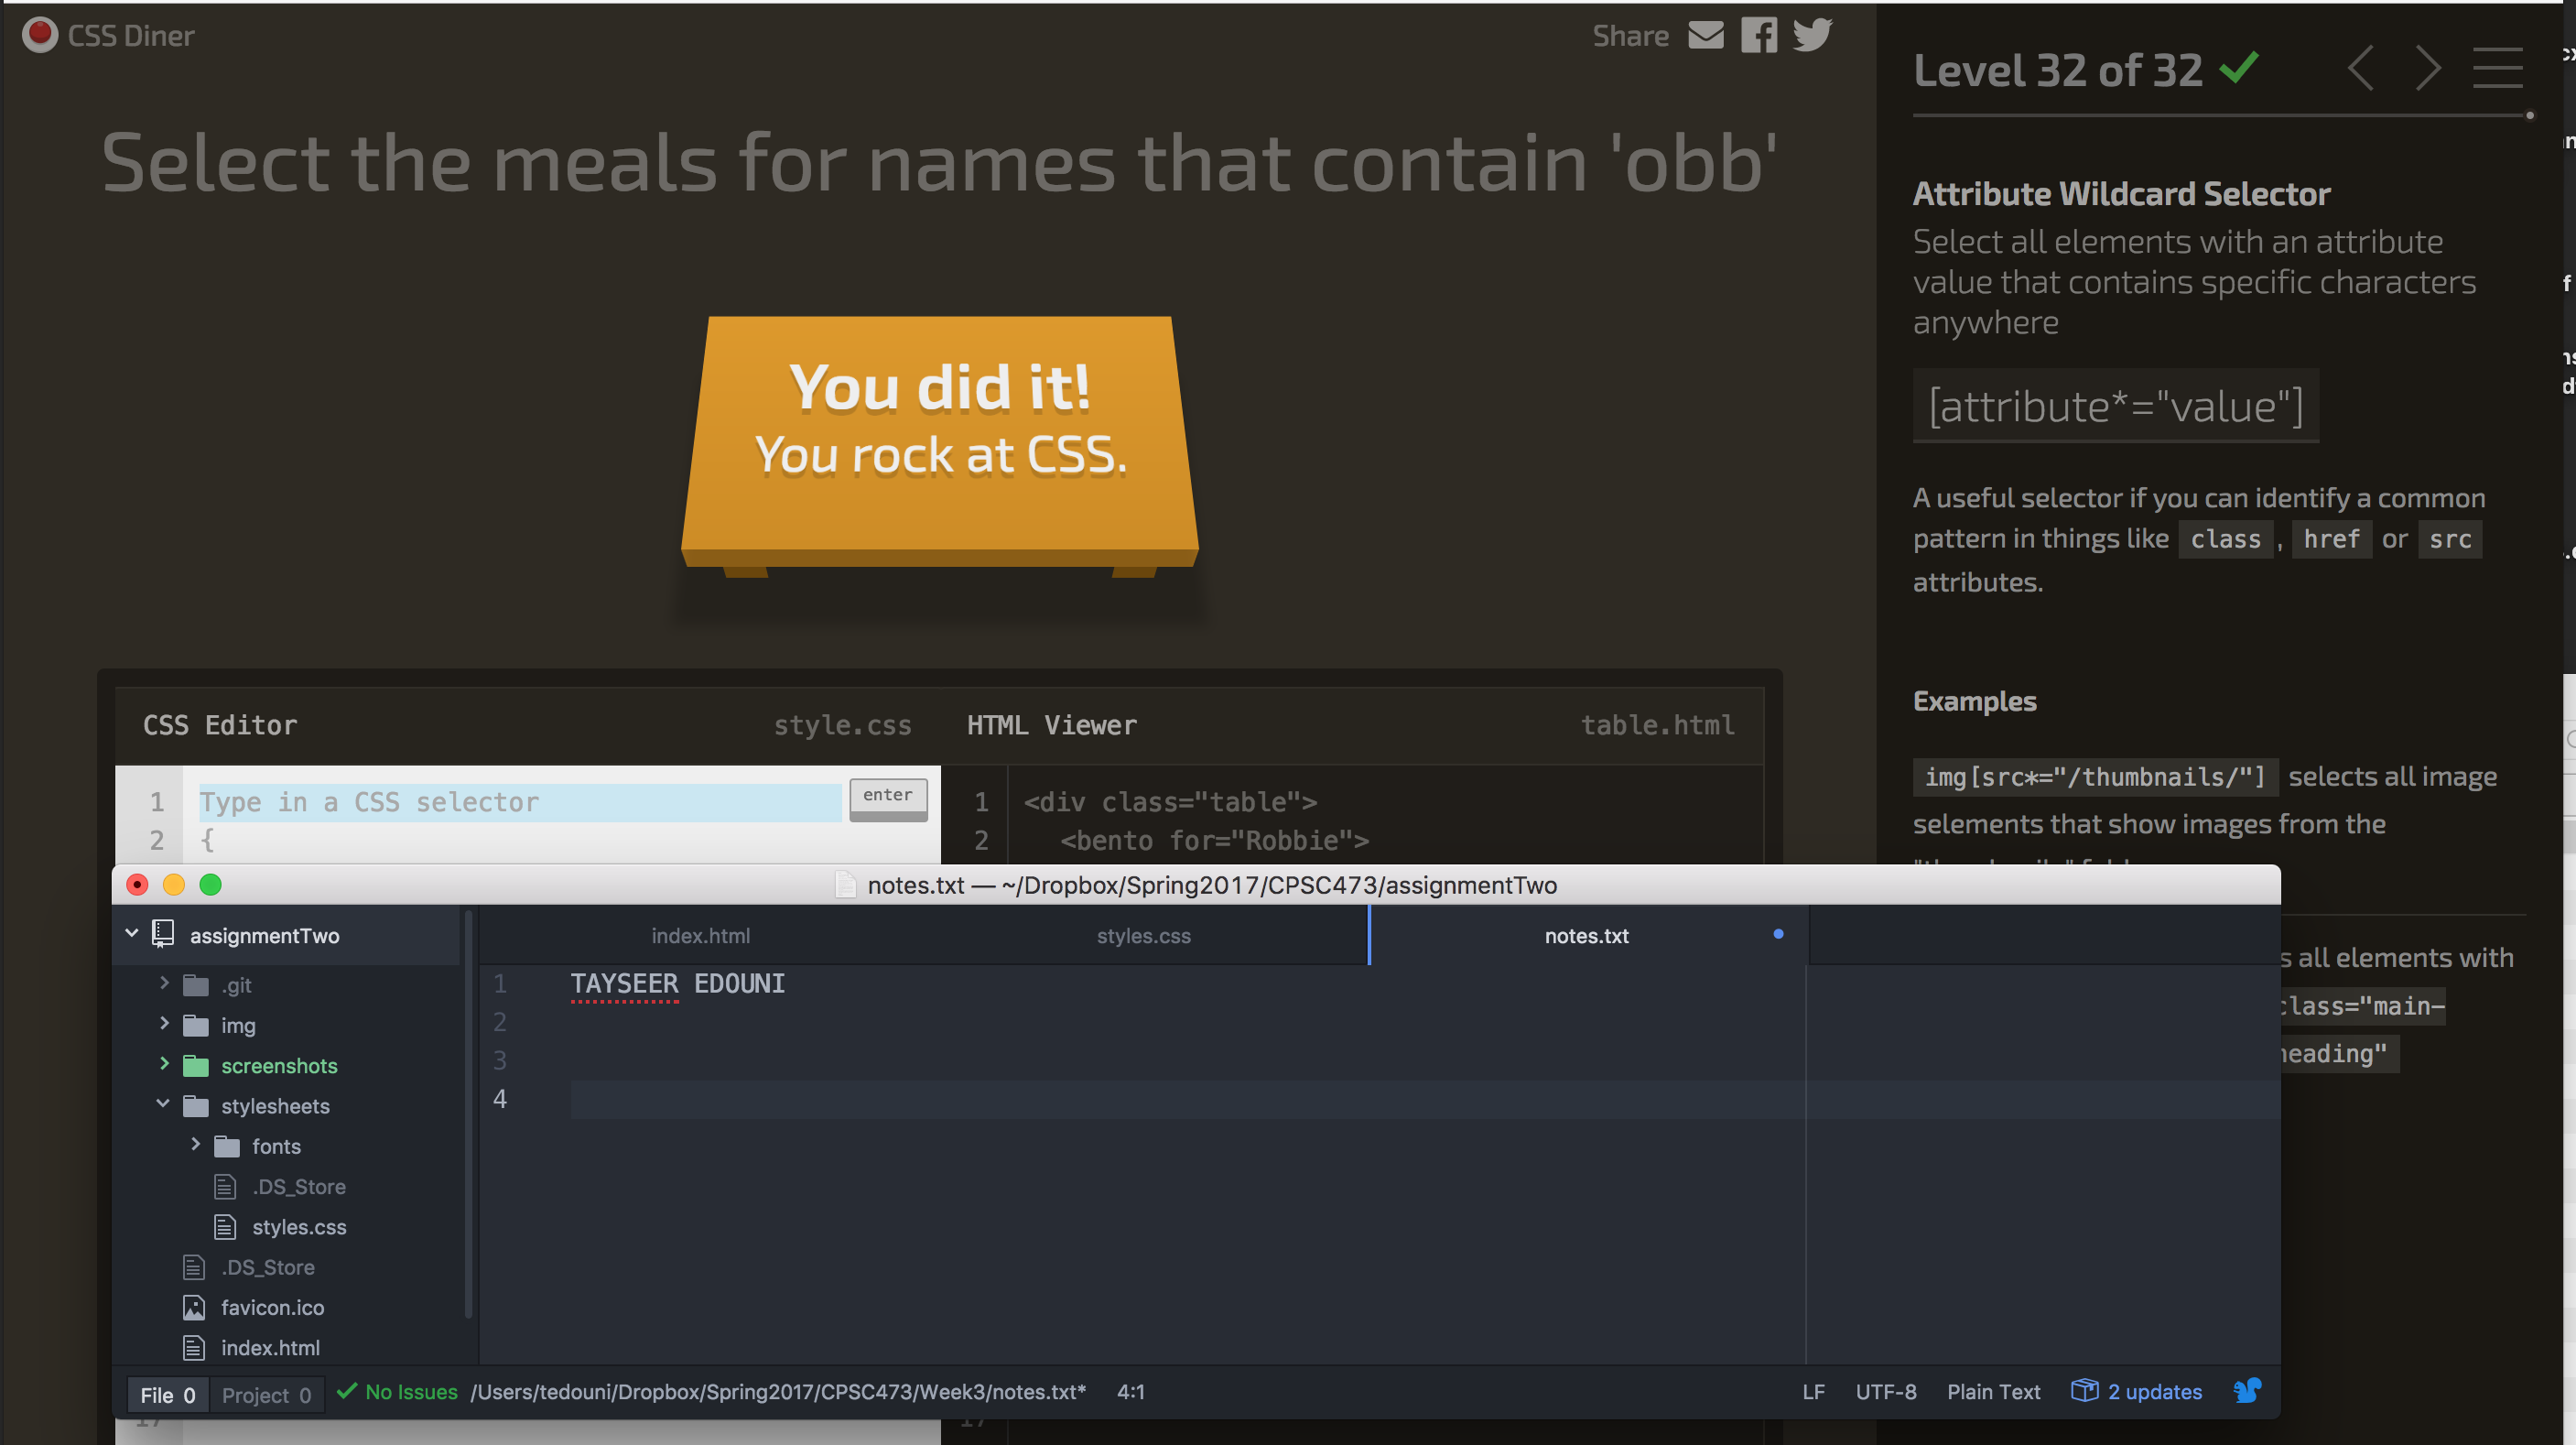 CSS Diner
Share
Select the meals for names that contain 'obb'
You did it!
You rock at CSS.
CSS Editor style.css
1 Type in a CSS selector enter
2 {
HTML Viewer table.html
1 <div class="table">
2 <bento for="Robbie">
Level 32 of 32
Attribute Wildcard Selector
Select all elements with an attribute
value that contains specific characters
anywhere
[attribute*="value"]
A useful selector if you can identify a common
pattern in things like class , href or src
attributes.
Examples
img[src*="/thumbnails/"] selects all image
selements that show images from the
s all elements with
class="main-
heading"
notes.txt — ~/Dropbox/Spring2017/CPSC473/assignmentTwo
assignmentTwo
.git
img
screenshots
stylesheets
fonts
.DS_Store
styles.css
.DS_Store
favicon.ico
index.html
index.html styles.css notes.txt
1 TAYSEER EDOUNI
2
3
4
File 0 Project 0 No Issues /Users/tedouni/Dropbox/Spring2017/CPSC473/Week3/notes.txt* 4:1 LF UTF-8 Plain Text 2 updates
17 17